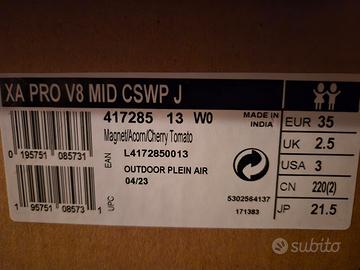 XA PRO V8 MID CSWP J
417285 13 W0
MADE IN
INDIA
Magnet/Acorn/Cherry Tomato
EAN
L4172850013
0 195751 085731
OUTDOOR PLEIN AIR
04/23
5302564137
171383
UPC
1 95751 08573 1
EUR 35
UK 2.5
USA 3
CN 220(2)
JP 21.5
subito